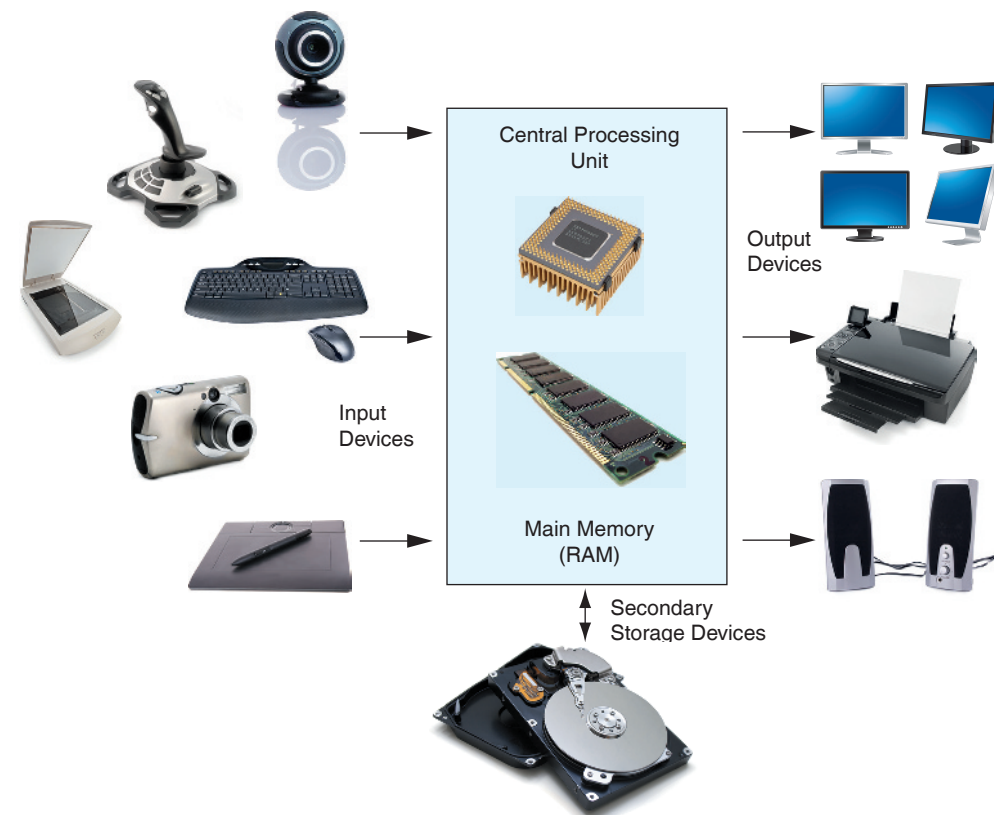 Central Processing
Unit
Output
Devices
Input
Devices
Main Memory
(RAM)
Secondary
Storage Devices